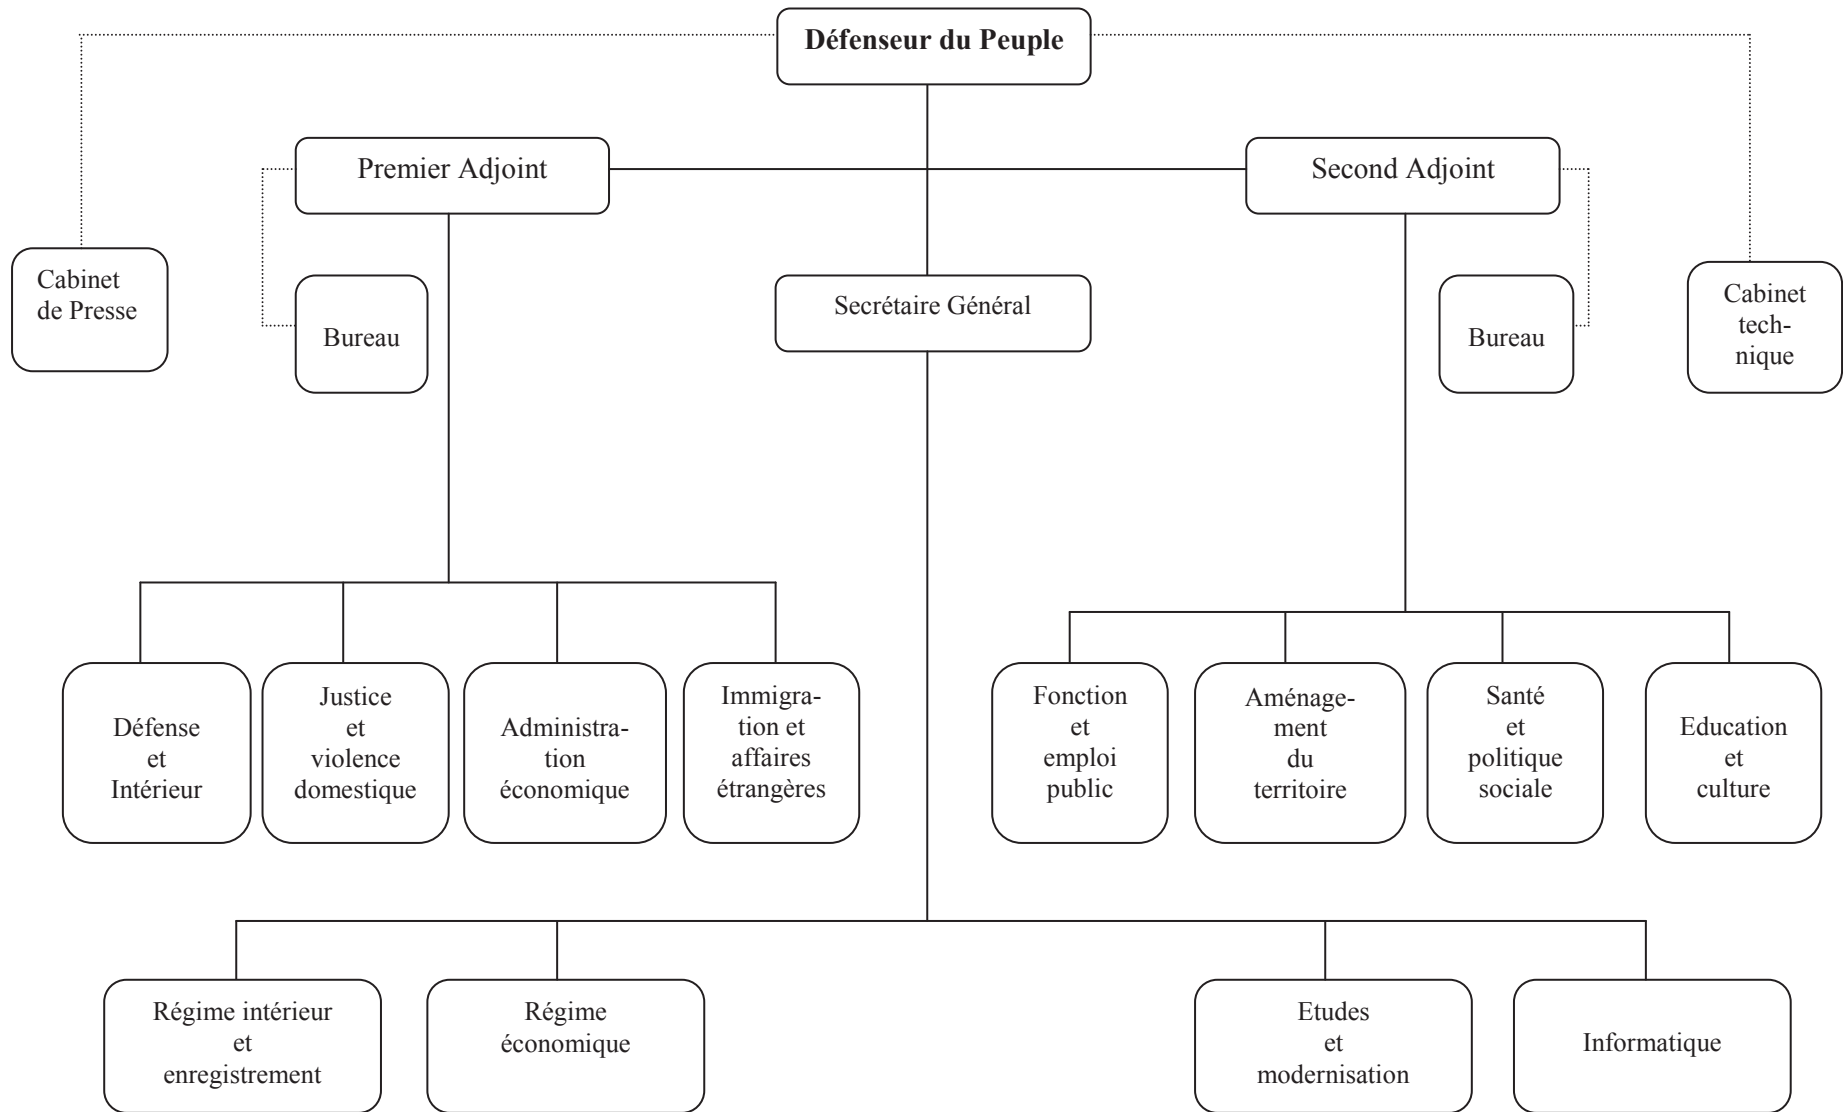 Défenseur du Peuple
Premier Adjoint
Second Adjoint
Cabinet
de Presse
Bureau
Secrétaire Général
Bureau
Cabinet
tech-
nique
Défense
et
Intérieur
Justice
et
violence
domestique
Administra-
tion
économique
Immigra-
tion et
affaires
étrangères
Fonction
et
emploi
public
Aménage-
ment
du
territoire
Santé
et
politique
sociale
Education
et
culture
Régime intérieur
et
enregistrement
Régime
économique
Etudes
et
modernisation
Informatique